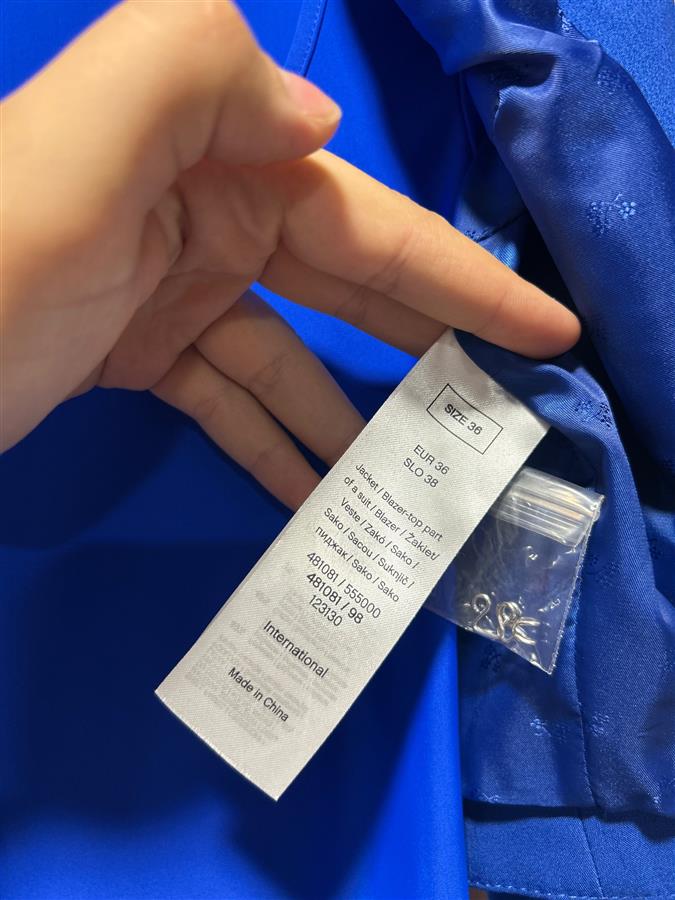 SIZE 36
EUR 36
SLO 38
Jacket / Blazer-top part
of a suit / Blazer / Žakiet/
Veste / Zakó / Sako /
Sako / Sacou / Suknjič /
пиджак / Sako / Sako
481081 / 555000
481081 / 98
123130
International
Made in China